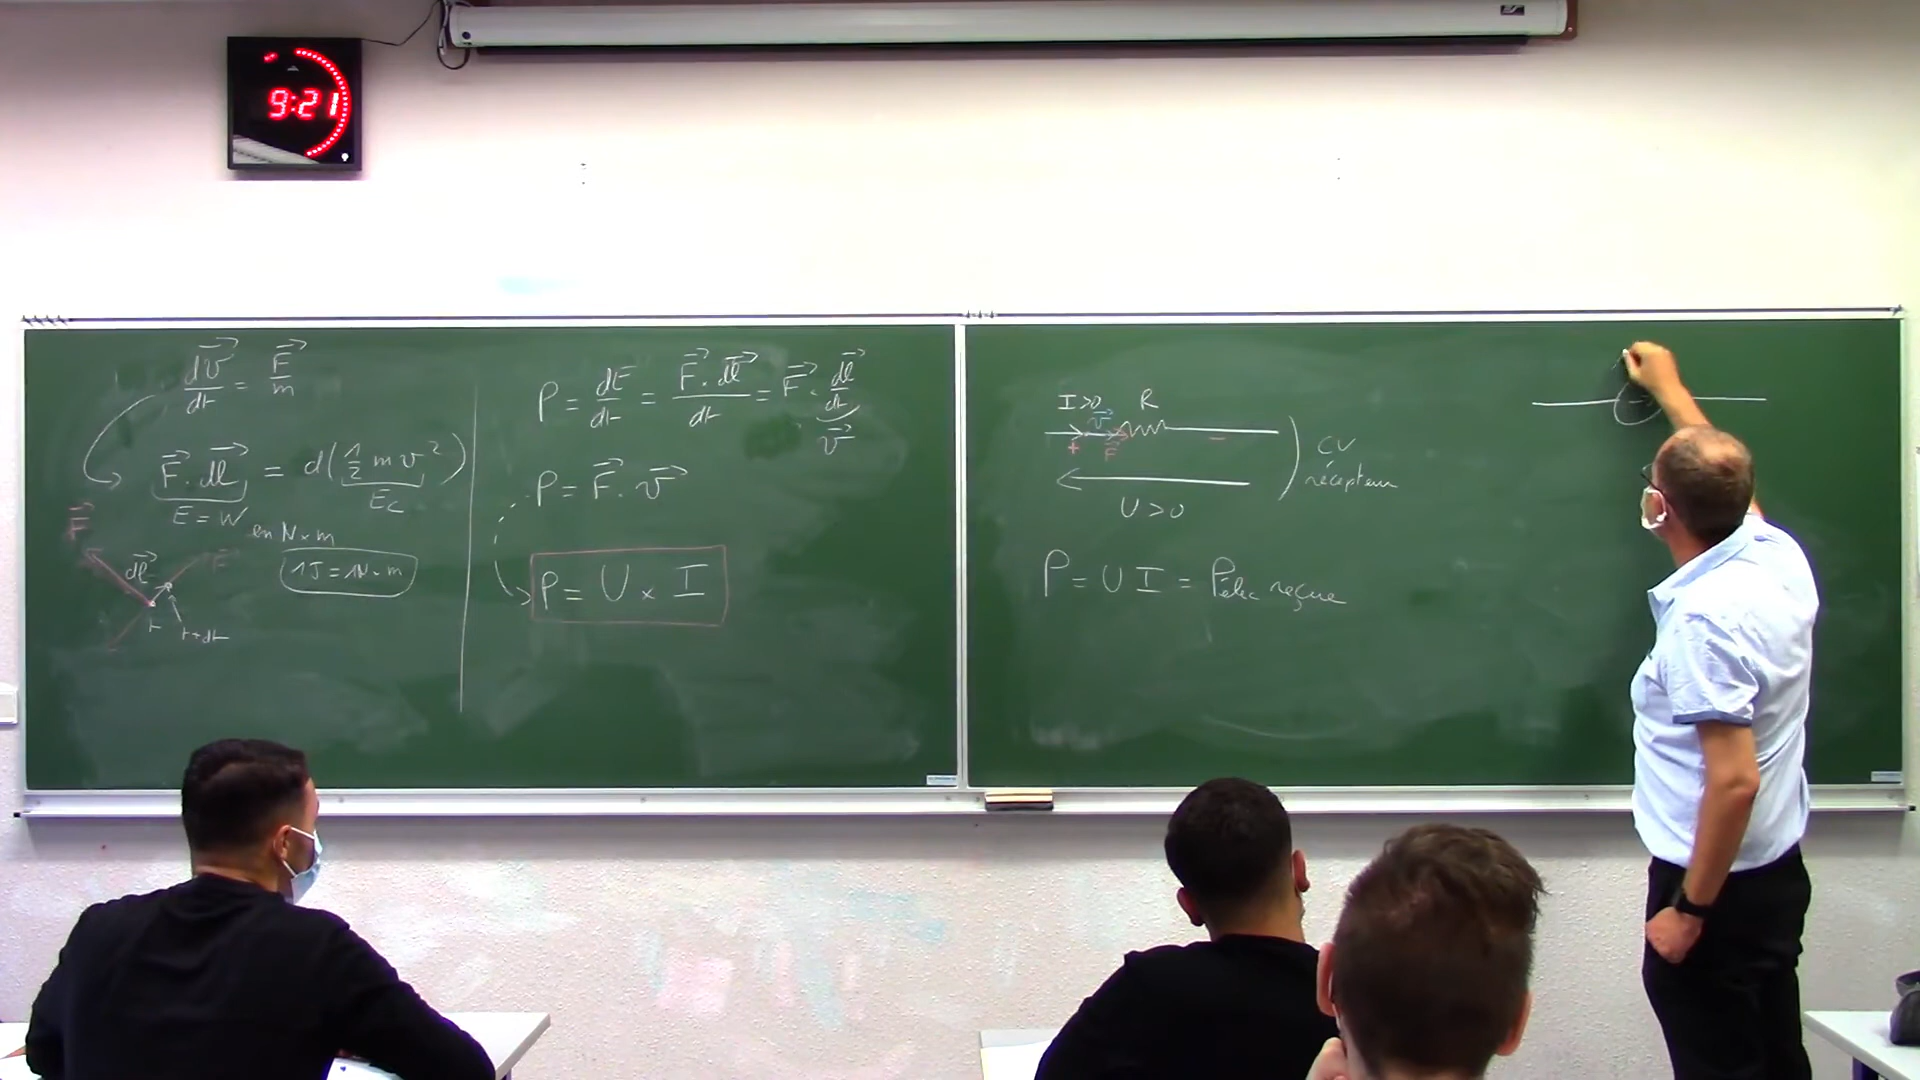 9:21
dv⃗/dt = F⃗/m
F⃗ . dl⃗ = d(1/2 m v²)
E = W
Ec
en N x m
1J = 1N.m
F⃗
dl⃗
F⃗
t
t+dt
P = dE/dt = F⃗ . dl⃗/dt = F⃗ . dl⃗/dt
v⃗
P = F⃗ . v⃗
P = U x I
I>0 R
v⃗
+ F⃗ -
U > 0
CV
récepteur
P = U I = Pélec reçue